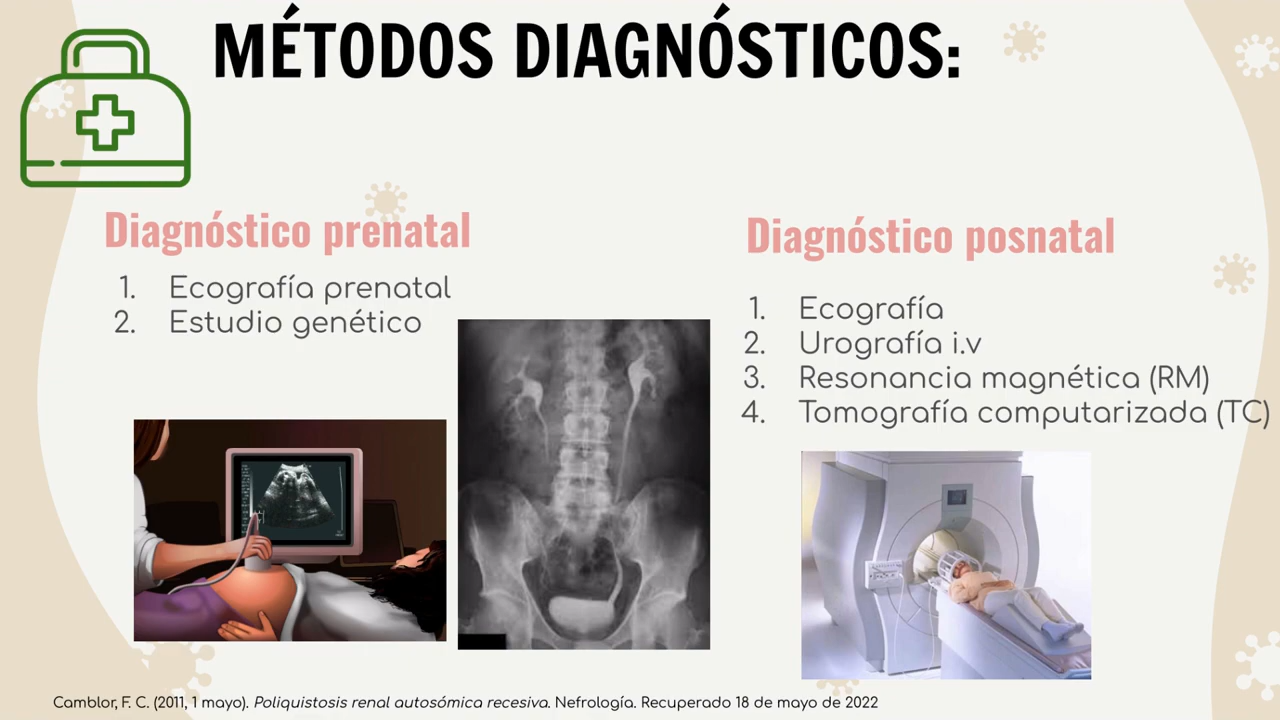 MÉTODOS DIAGNÓSTICOS:
Diagnóstico prenatal
1. Ecografía prenatal
2. Estudio genético
Diagnóstico posnatal
1. Ecografía
2. Urografía i.v
3. Resonancia magnética (RM)
4. Tomografía computarizada (TC)
Camblor, F. C. (2011, 1 mayo). Poliquistosis renal autosómica recesiva. Nefrología. Recuperado 18 de mayo de 2022